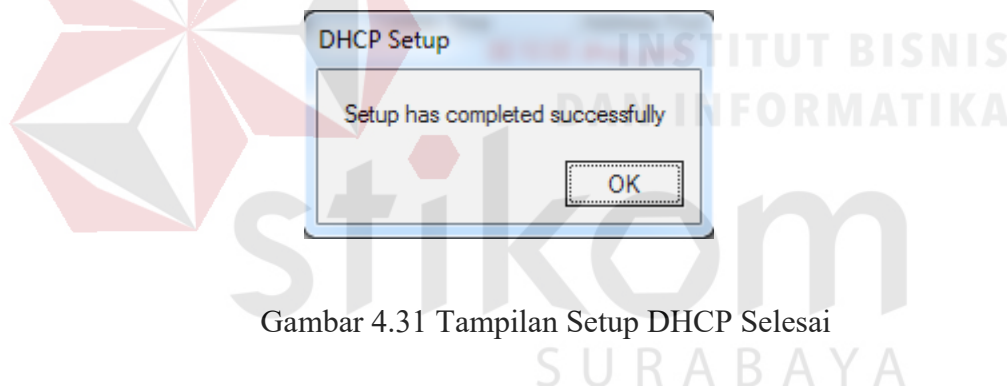 DHCP Setup
INSTITUT BISNIS
DAN INFORMATIKA
Setup has completed successfully
OK
stikom
Gambar 4.31 Tampilan Setup DHCP Selesai
SURABAYA